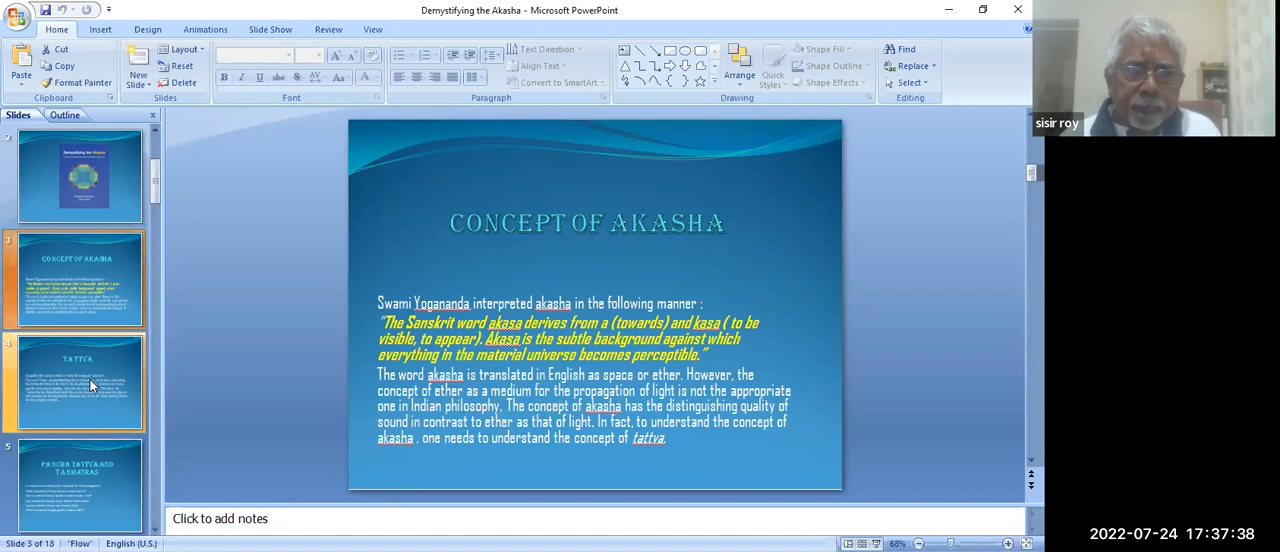 Demystifying the Akasha - Microsoft PowerPoint
Home Insert Design Animations Slide Show Review View
Cut
Copy
Format Painter
Paste
Clipboard
New
Slide
Layout
Reset
Delete
Slides
Font
Paragraph
Text Direction
Align Text
Convert to SmartArt
Arrange
Quick
Styles
Shape Fill
Shape Outline
Shape Effects
Drawing
Find
Replace
Select
Editing
Slides Outline
2
Demystifying the Akasha
3
CONCEPT OF AKASHA
4
TATTVA
5
PANCHA TATTVA AND
TANMATRAS
CONCEPT OF AKASHA
Swami Yogananda interpreted akasha in the following manner :
"The Sanskrit word akasa derives from a (towards) and kasa ( to be
visible, to appear). Akasa is the subtle background against which
everything in the material universe becomes perceptible."
The word akasha is translated in English as space or ether. However, the
concept of ether as a medium for the propagation of light is not the appropriate
one in Indian philosophy. The concept of akasha has the distinguishing quality of
sound in contrast to ether as that of light. In fact, to understand the concept of
akasha , one needs to understand the concept of tattva.
Click to add notes
Slide 3 of 18 "Flow" English (U.S.) 68%
sisir roy
2022-07-24 17:37:38